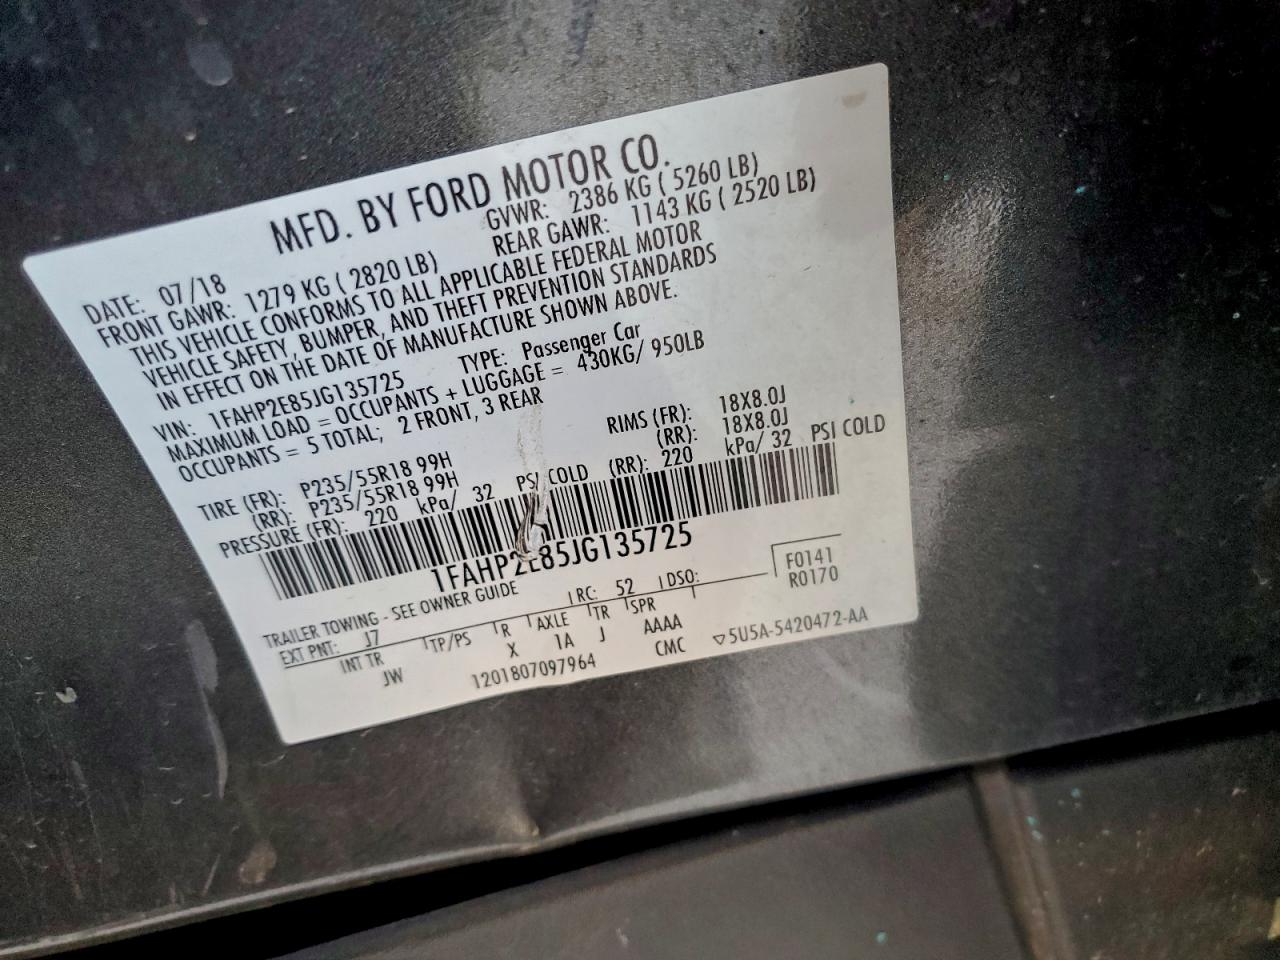 MFD. BY FORD MOTOR CO.
DATE: 07/18 GVWR: 2386 KG ( 5260 LB)
FRONT GAWR: 1279 KG ( 2820 LB) REAR GAWR: 1143 KG ( 2520 LB)
THIS VEHICLE CONFORMS TO ALL APPLICABLE FEDERAL MOTOR
VEHICLE SAFETY, BUMPER, AND THEFT PREVENTION STANDARDS
IN EFFECT ON THE DATE OF MANUFACTURE SHOWN ABOVE.
VIN: 1FAHP2E85JG135725 TYPE: Passenger Car
MAXIMUM LOAD = OCCUPANTS + LUGGAGE = 430KG/ 950LB
OCCUPANTS = 5 TOTAL; 2 FRONT, 3 REAR
TIRE (FR): P235/55R18 99H RIMS (FR): 18X8.0J
(RR): P235/55R18 99H (RR): 18X8.0J
PRESSURE (FR): 220 kPa/ 32 PSI COLD (RR): 220 kPa/ 32 PSI COLD
1FAHP2E85JG135725
TRAILER TOWING - SEE OWNER GUIDE
EXT PNT: J7 RC: 52 DSO: F0141
R0170
INT TR TP/PS R AXLE TR SPR
JW X 1A J AAAA
1201807097964 CMC ▽5U5A-5420472-AA